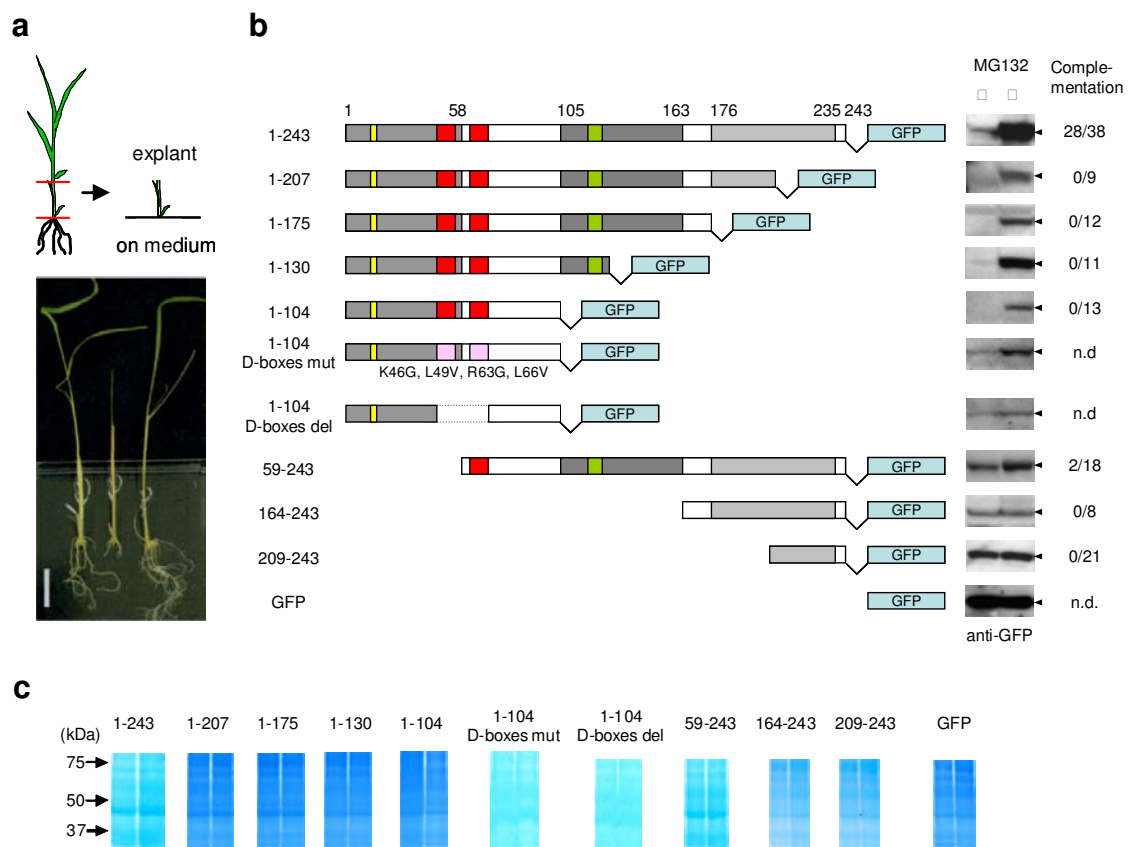 a
b
explant
on medium
MG132
Comple-
mentation
1 58 105 163 176 235 243
1-243 GFP 28/38
1-207 GFP 0/9
1-175 GFP 0/12
1-130 GFP 0/11
1-104 GFP 0/13
1-104
D-boxes mut GFP n.d
K46G, L49V, R63G, L66V
1-104
D-boxes del GFP n.d
59-243 GFP 2/18
164-243 GFP 0/8
209-243 GFP 0/21
GFP GFP n.d.
anti-GFP
c
(kDa) 1-243 1-207 1-175 1-130 1-104 1-104 D-boxes mut 1-104 D-boxes del 59-243 164-243 209-243 GFP
75
50
37